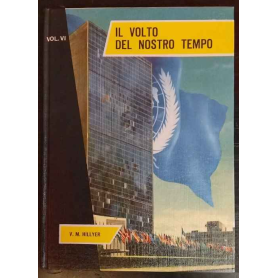 VOL. VI
IL VOLTO
DEL NOSTRO TEMPO
V. M. HILLYER